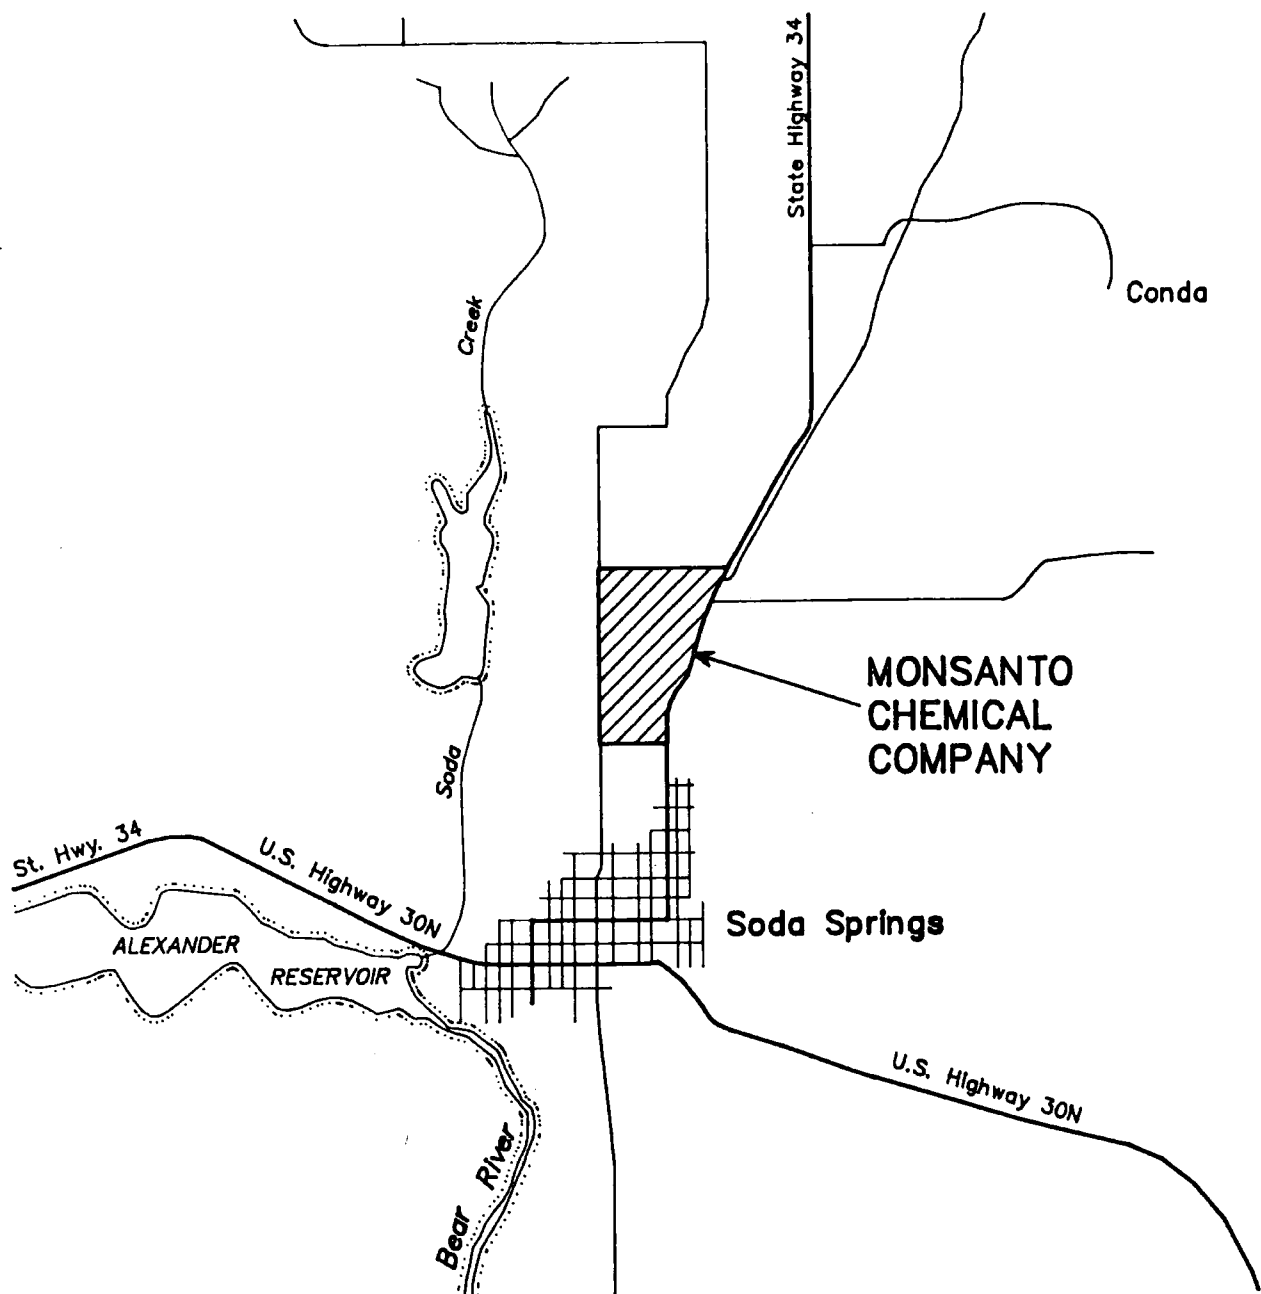 State Highway 34
Conda
Creek
MONSANTO
CHEMICAL
COMPANY
Soda
St. Hwy. 34
U.S. Highway 30N
Soda Springs
ALEXANDER
RESERVOIR
U.S. Highway 30N
Bear River